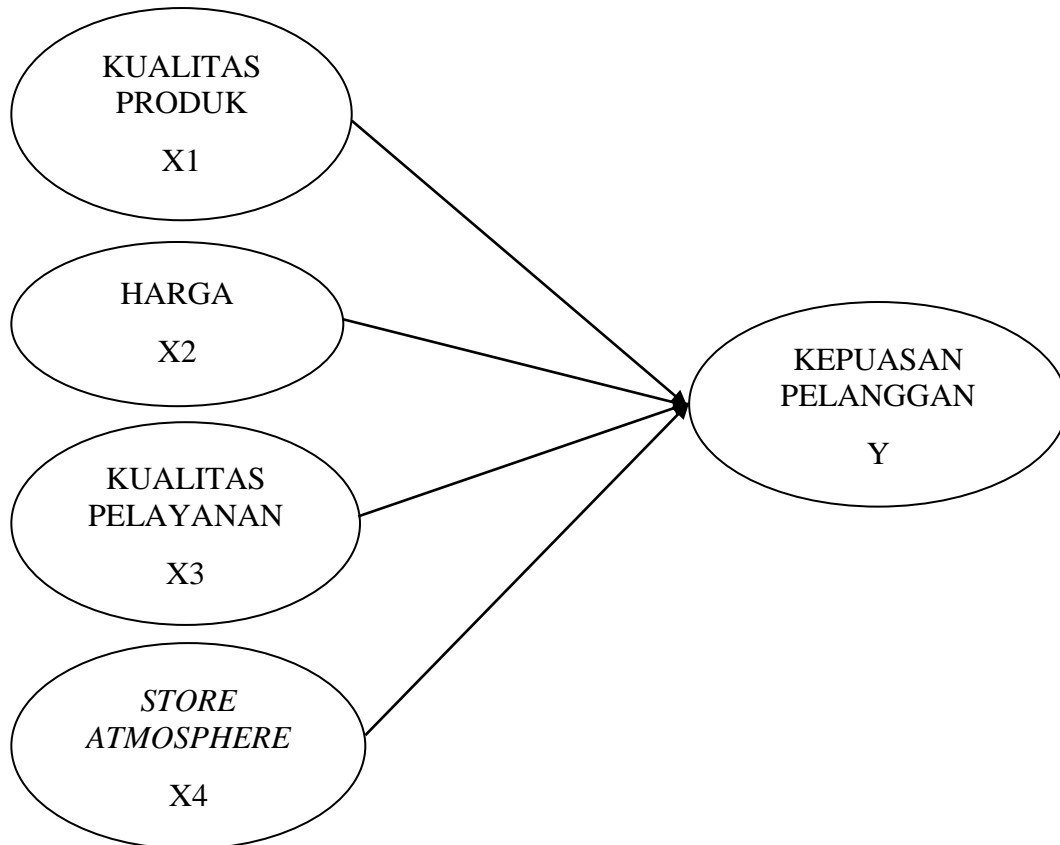 KUALITAS
PRODUK
X1
HARGA
X2
KUALITAS
PELAYANAN
X3
STORE
ATMOSPHERE
X4
KEPUASAN
PELANGGAN
Y